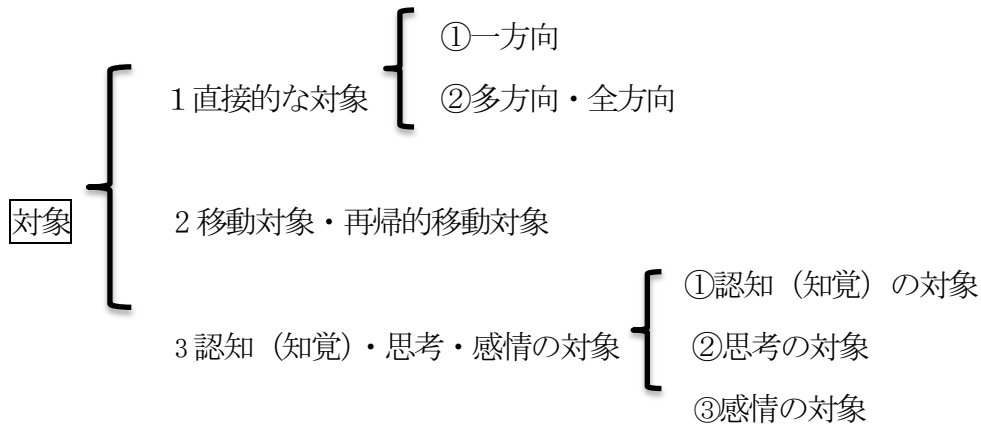 ①一方向
1直接的な対象
②多方向・全方向
対象
2移動対象・再帰的移動対象
①認知（知覚）の対象
3認知（知覚）・思考・感情の対象
②思考の対象
③感情の対象